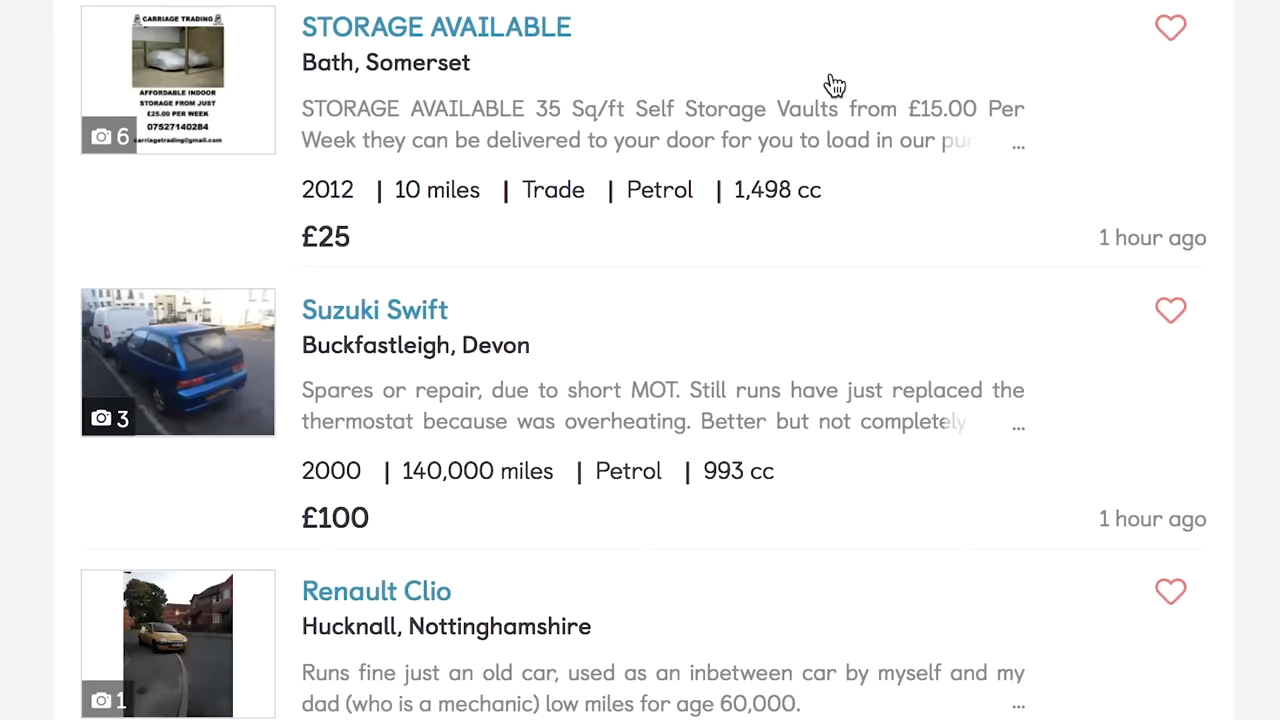 CARRIAGE TRADING
AFFORDABLE INDOOR
STORAGE FROM JUST
£25.00 PER WEEK
07527140284
carriagetrading@gmail.com
6
STORAGE AVAILABLE
Bath, Somerset
STORAGE AVAILABLE 35 Sq/ft Self Storage Vaults from £15.00 Per
Week they can be delivered to your door for you to load in our pur ...
2012 | 10 miles | Trade | Petrol | 1,498 cc
£25
1 hour ago
3
Suzuki Swift
Buckfastleigh, Devon
Spares or repair, due to short MOT. Still runs have just replaced the
thermostat because was overheating. Better but not completely ...
2000 | 140,000 miles | Petrol | 993 cc
£100
1 hour ago
1
Renault Clio
Hucknall, Nottinghamshire
Runs fine just an old car, used as an inbetween car by myself and my
dad (who is a mechanic) low miles for age 60,000. ...